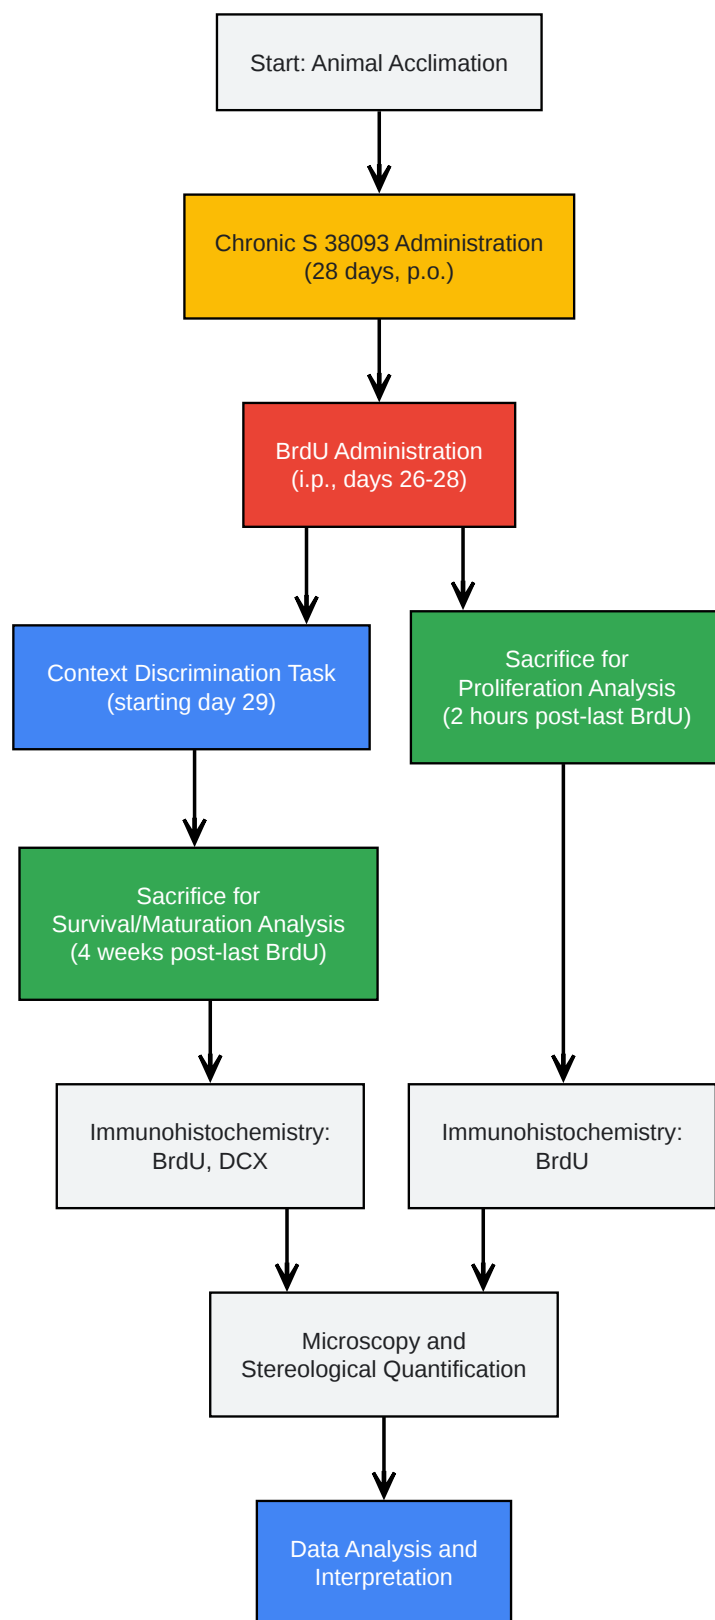 Start: Animal Acclimation
Chronic S 38093 Administration
(28 days, p.o.)
BrdU Administration
(i.p., days 26-28)
Context Discrimination Task
(starting day 29)
Sacrifice for
Proliferation Analysis
(2 hours post-last BrdU)
Sacrifice for
Survival/Maturation Analysis
(4 weeks post-last BrdU)
Immunohistochemistry:
BrdU, DCX
Immunohistochemistry:
BrdU
Microscopy and
Stereological Quantification
Data Analysis and
Interpretation